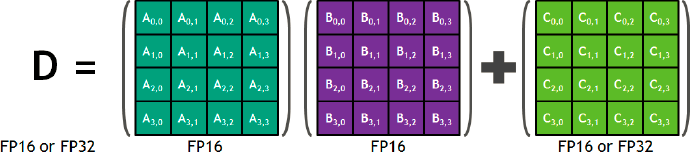 A0,0 A0,1 A0,2 A0,3 B0,0 B0,1 B0,2 B0,3 C0,0 C0,1 C0,2 C0,3
A1,0 A1,1 A1,2 A1,3 B1,0 B1,1 B1,2 B1,3 C1,0 C1,1 C1,2 C1,3
D =
A2,0 A2,1 A2,2 A2,3 B2,0 B2,1 B2,2 B2,3 C2,0 C2,1 C2,2 C2,3
A3,0 A3,1 A3,2 A3,3 B3,0 B3,1 B3,2 B3,3 C3,0 C3,1 C3,2 C3,3
FP16 or FP32 FP16 FP16 FP16 or FP32